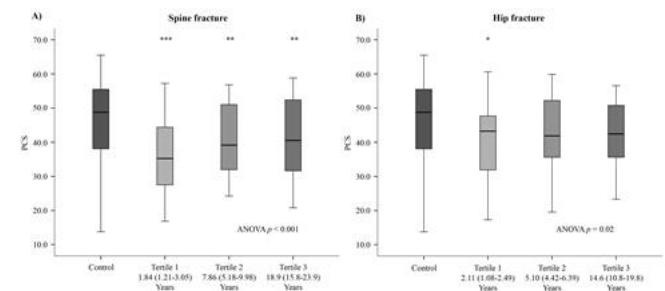 A)
Spine fracture
70.0
60.0
50.0
40.0
30.0
20.0
10.0
PCS
***
**
**
ANOVA p < 0.001
Control
Tertile 1
1.84 (1.21-3.05)
Years
Tertile 2
7.86 (5.18-9.98)
Years
Tertile 3
18.9 (15.8-23.9)
Years
B)
Hip fracture
70.0
60.0
50.0
40.0
30.0
20.0
10.0
PCS
*
ANOVA p = 0.02
Control
Tertile 1
2.11 (1.08-2.49)
Years
Tertile 2
5.10 (4.42-6.39)
Years
Tertile 3
14.6 (10.8-19.8)
Years